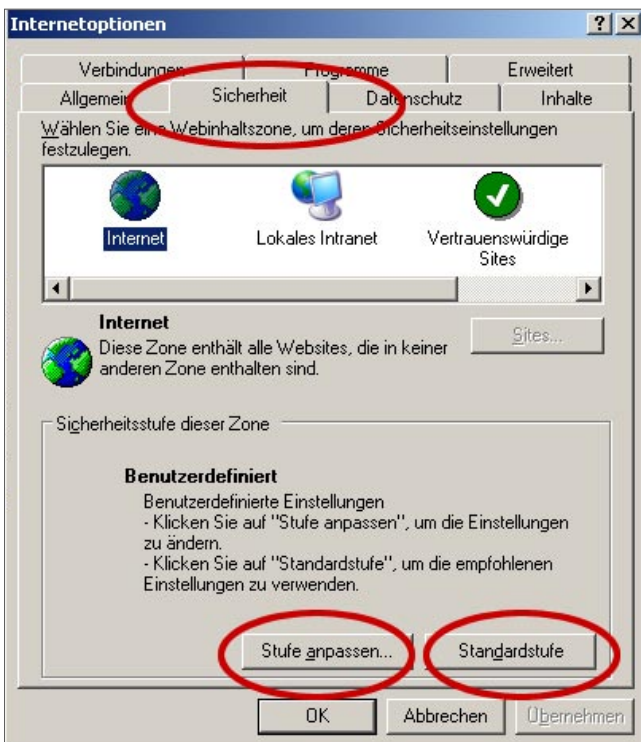 Internetoptionen
Verbindungen Programme Erweitert
Allgemein Sicherheit Datenschutz Inhalte
Wählen Sie eine Webinhaltszone, um deren Sicherheitseinstellungen
festzulegen.
Internet Lokales Intranet Vertrauenswürdige
Sites
Internet
Sites...
Diese Zone enthält alle Websites, die in keiner
anderen Zone enthalten sind.
Sicherheitsstufe dieser Zone
Benutzerdefiniert
Benutzerdefinierte Einstellungen
- Klicken Sie auf "Stufe anpassen", um die Einstellungen
zu ändern.
- Klicken Sie auf "Standardstufe", um die empfohlenen
Einstellungen zu verwenden.
Stufe anpassen... Standardstufe
OK Abbrechen Übernehmen